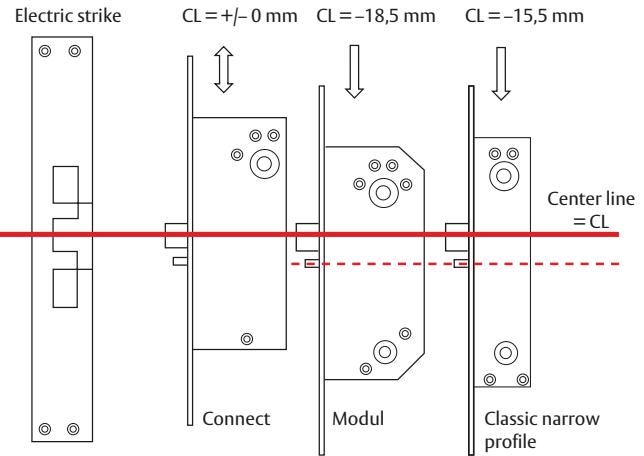 Electric strike
CL = +/– 0 mm
CL = –18,5 mm
CL = –15,5 mm
Center line
= CL
Connect
Modul
Classic narrow
profile